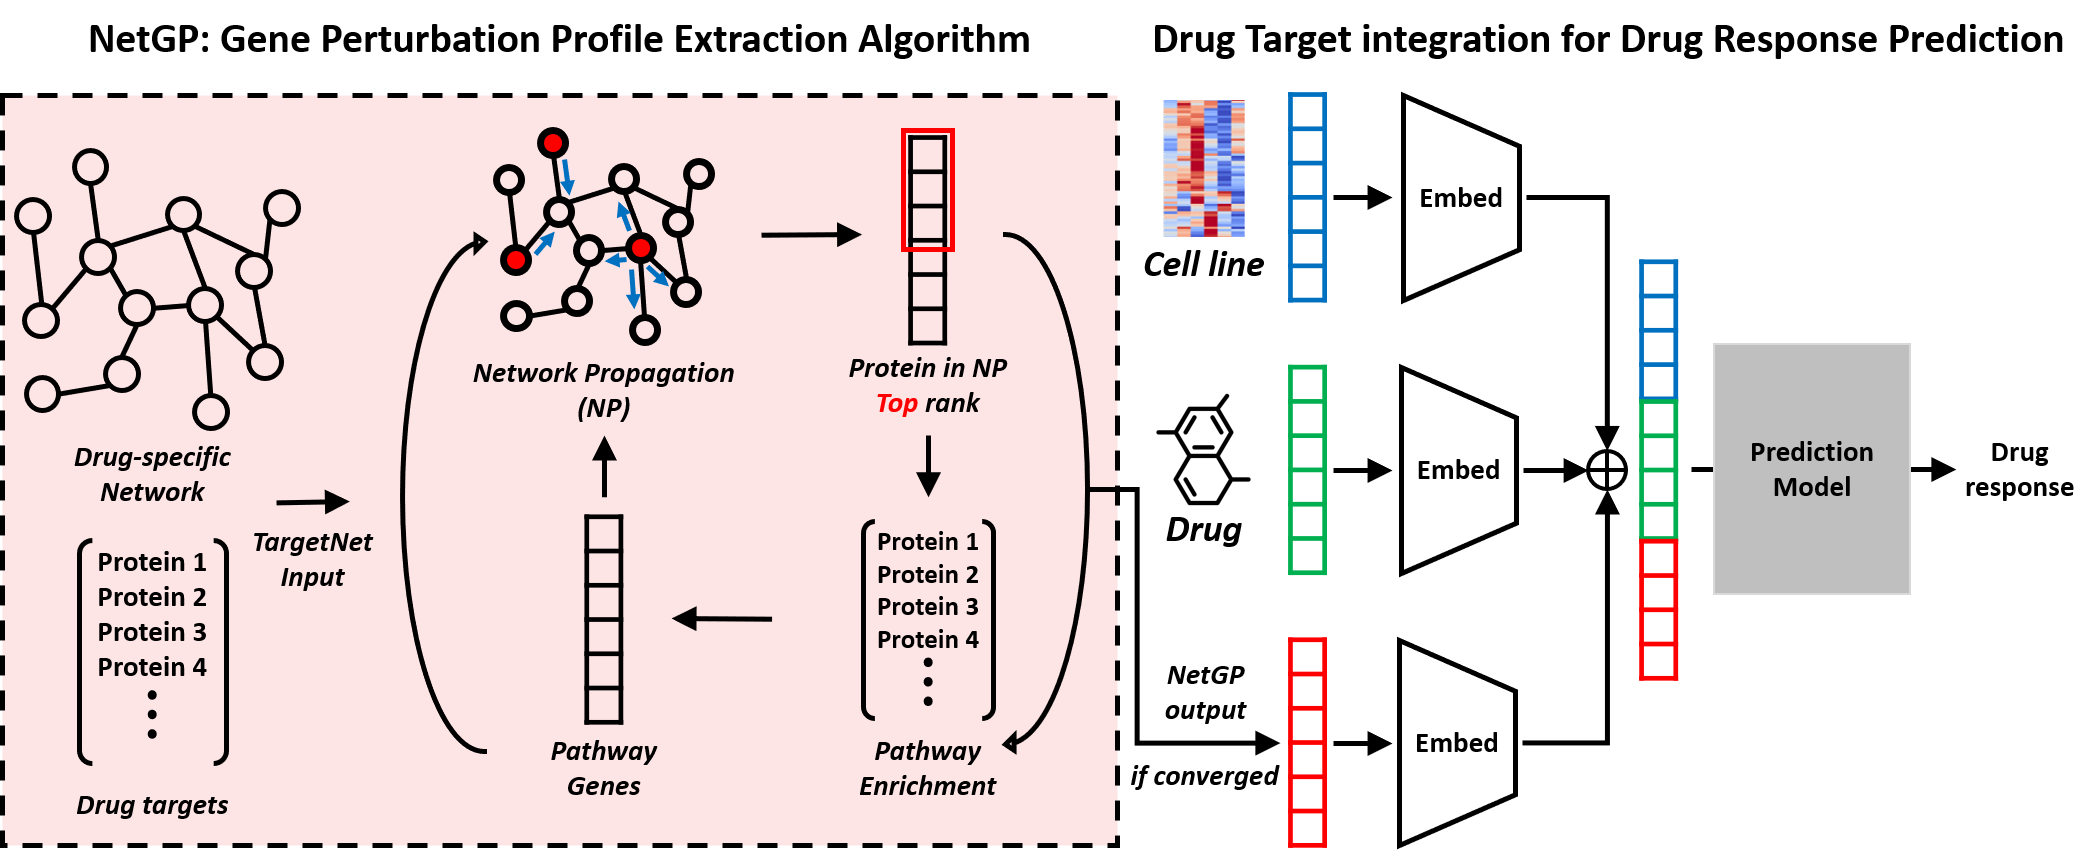 NetGP: Gene Perturbation Profile Extraction Algorithm
Drug-specific
Network
Protein 1
Protein 2
Protein 3
Protein 4
Drug targets
TargetNet
Input
Network Propagation
(NP)
Protein in NP
Top rank
Protein 1
Protein 2
Protein 3
Protein 4
Pathway
Enrichment
Pathway
Genes
Drug Target integration for Drug Response Prediction
Cell line
Embed
Drug
Embed
NetGP
output
if converged
Embed
Prediction
Model
Drug
response